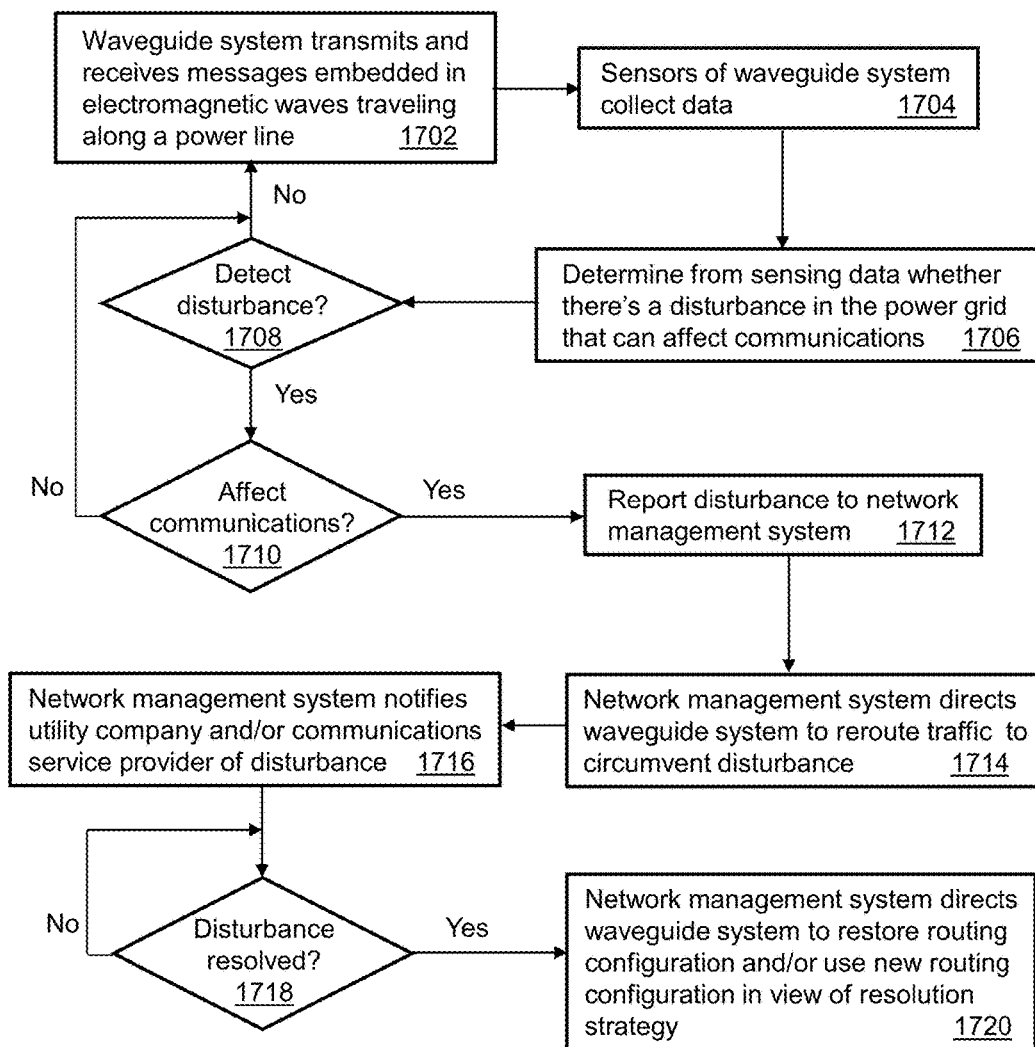 Waveguide system transmits and
receives messages embedded in
electromagnetic waves traveling
along a power line 1702
Sensors of waveguide system
collect data 1704
No
Detect
disturbance?
1708
Determine from sensing data whether
there's a disturbance in the power grid
that can affect communications 1706
Yes
No
Affect
communications?
1710
Yes
Report disturbance to network
management system 1712
Network management system notifies
utility company and/or communications
service provider of disturbance 1716
Network management system directs
waveguide system to reroute traffic to
circumvent disturbance 1714
No
Disturbance
resolved?
1718
Yes
Network management system directs
waveguide system to restore routing
configuration and/or use new routing
configuration in view of resolution
strategy 1720